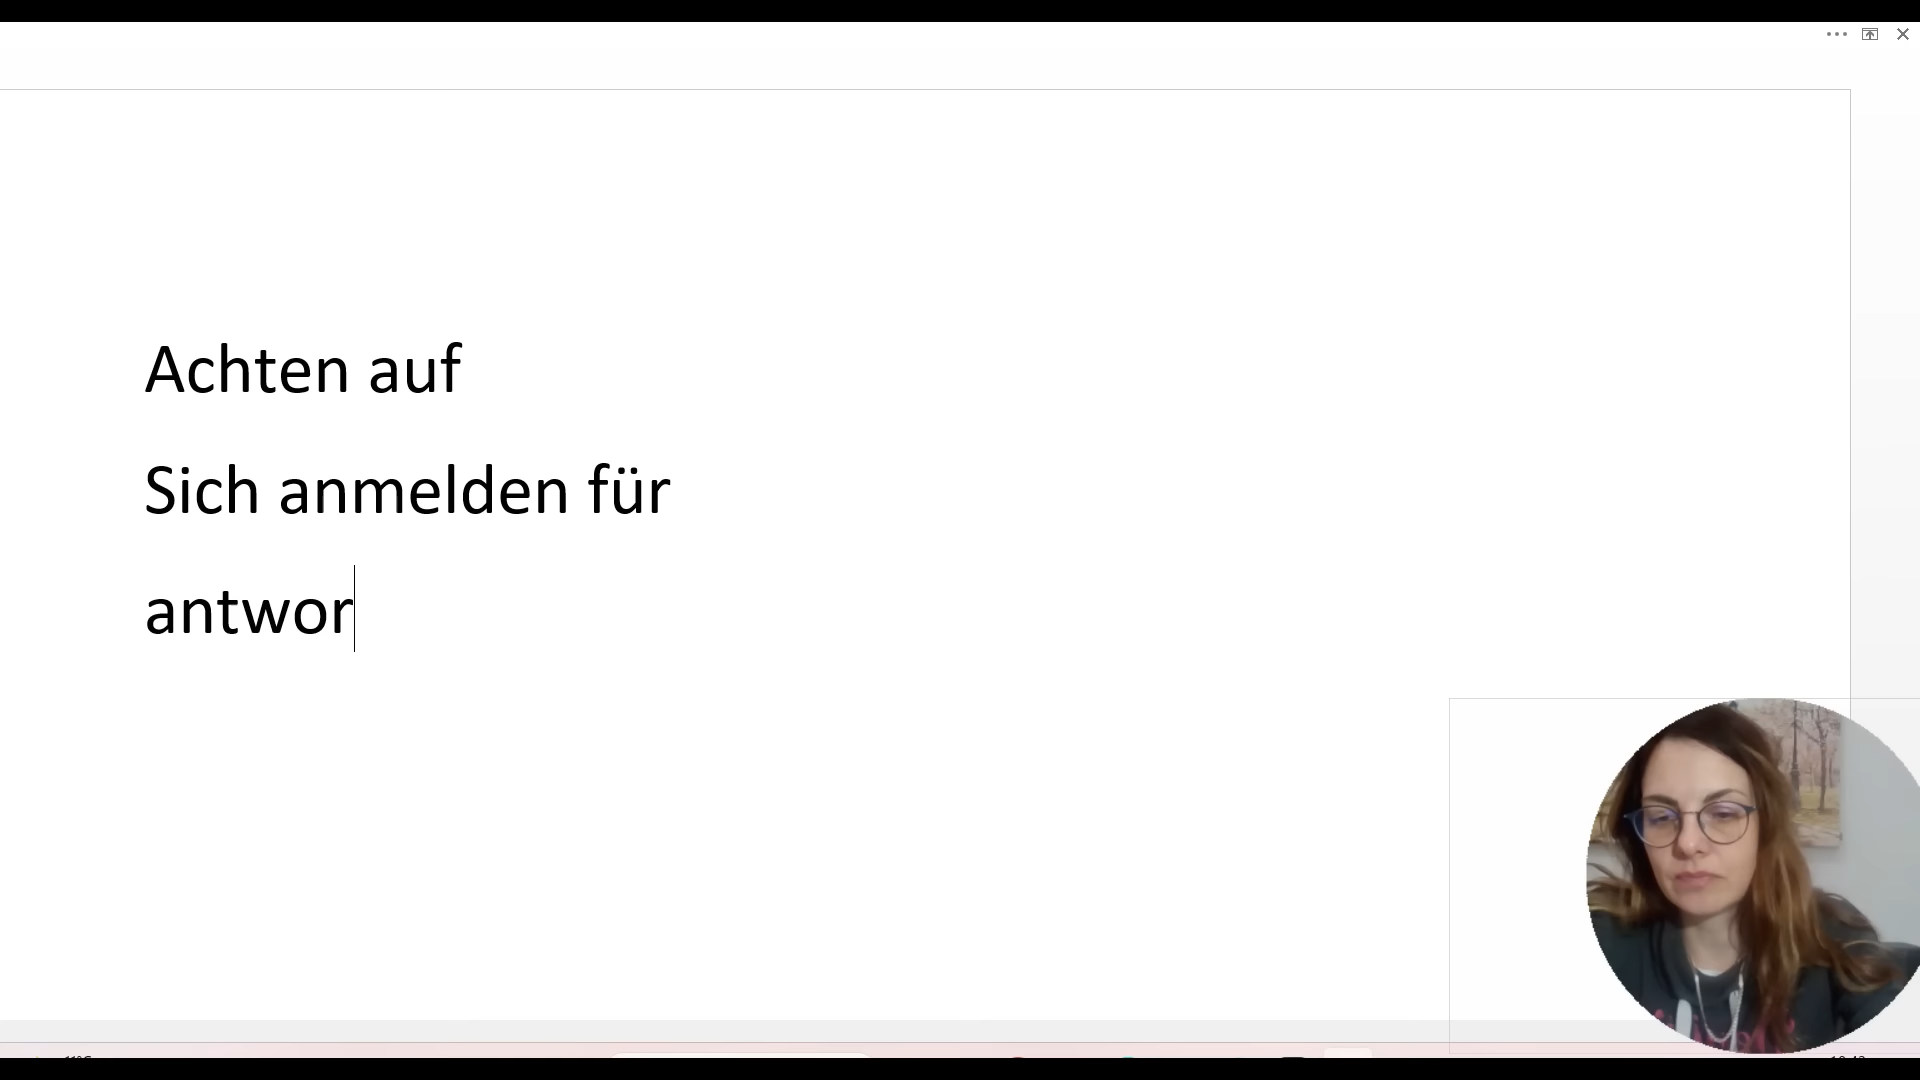 Achten auf
Sich anmelden für
antwor